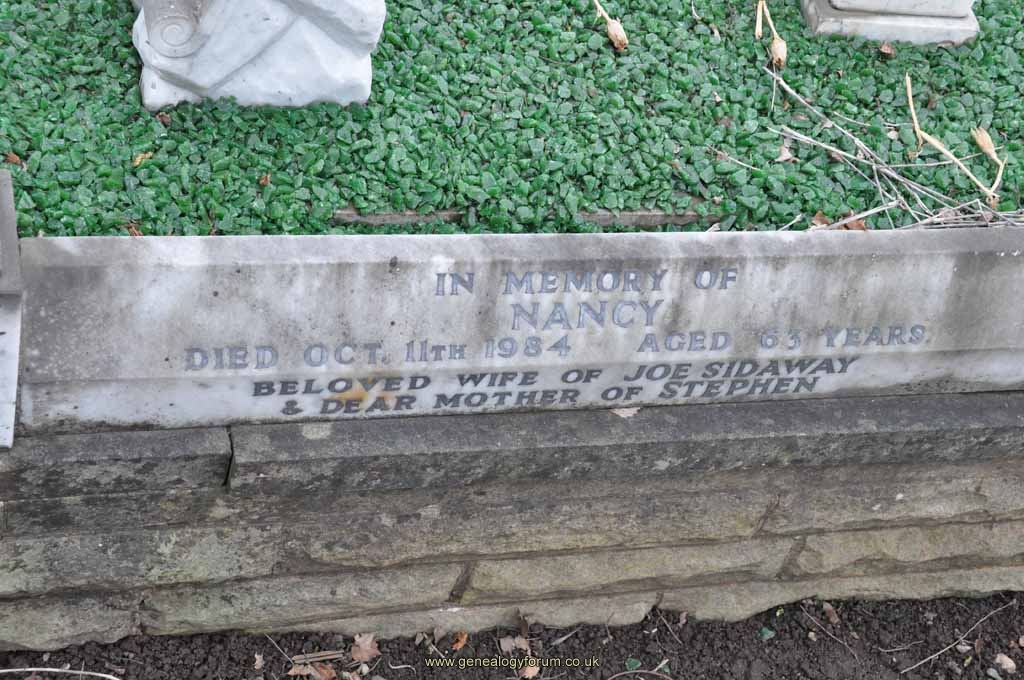 IN MEMORY OF
NANCY
DIED OCT. 11TH 1984 AGED 63 YEARS.
BELOVED WIFE OF JOE SIDAWAY
& DEAR MOTHER OF STEPHEN
www.genealogyforum.co.uk